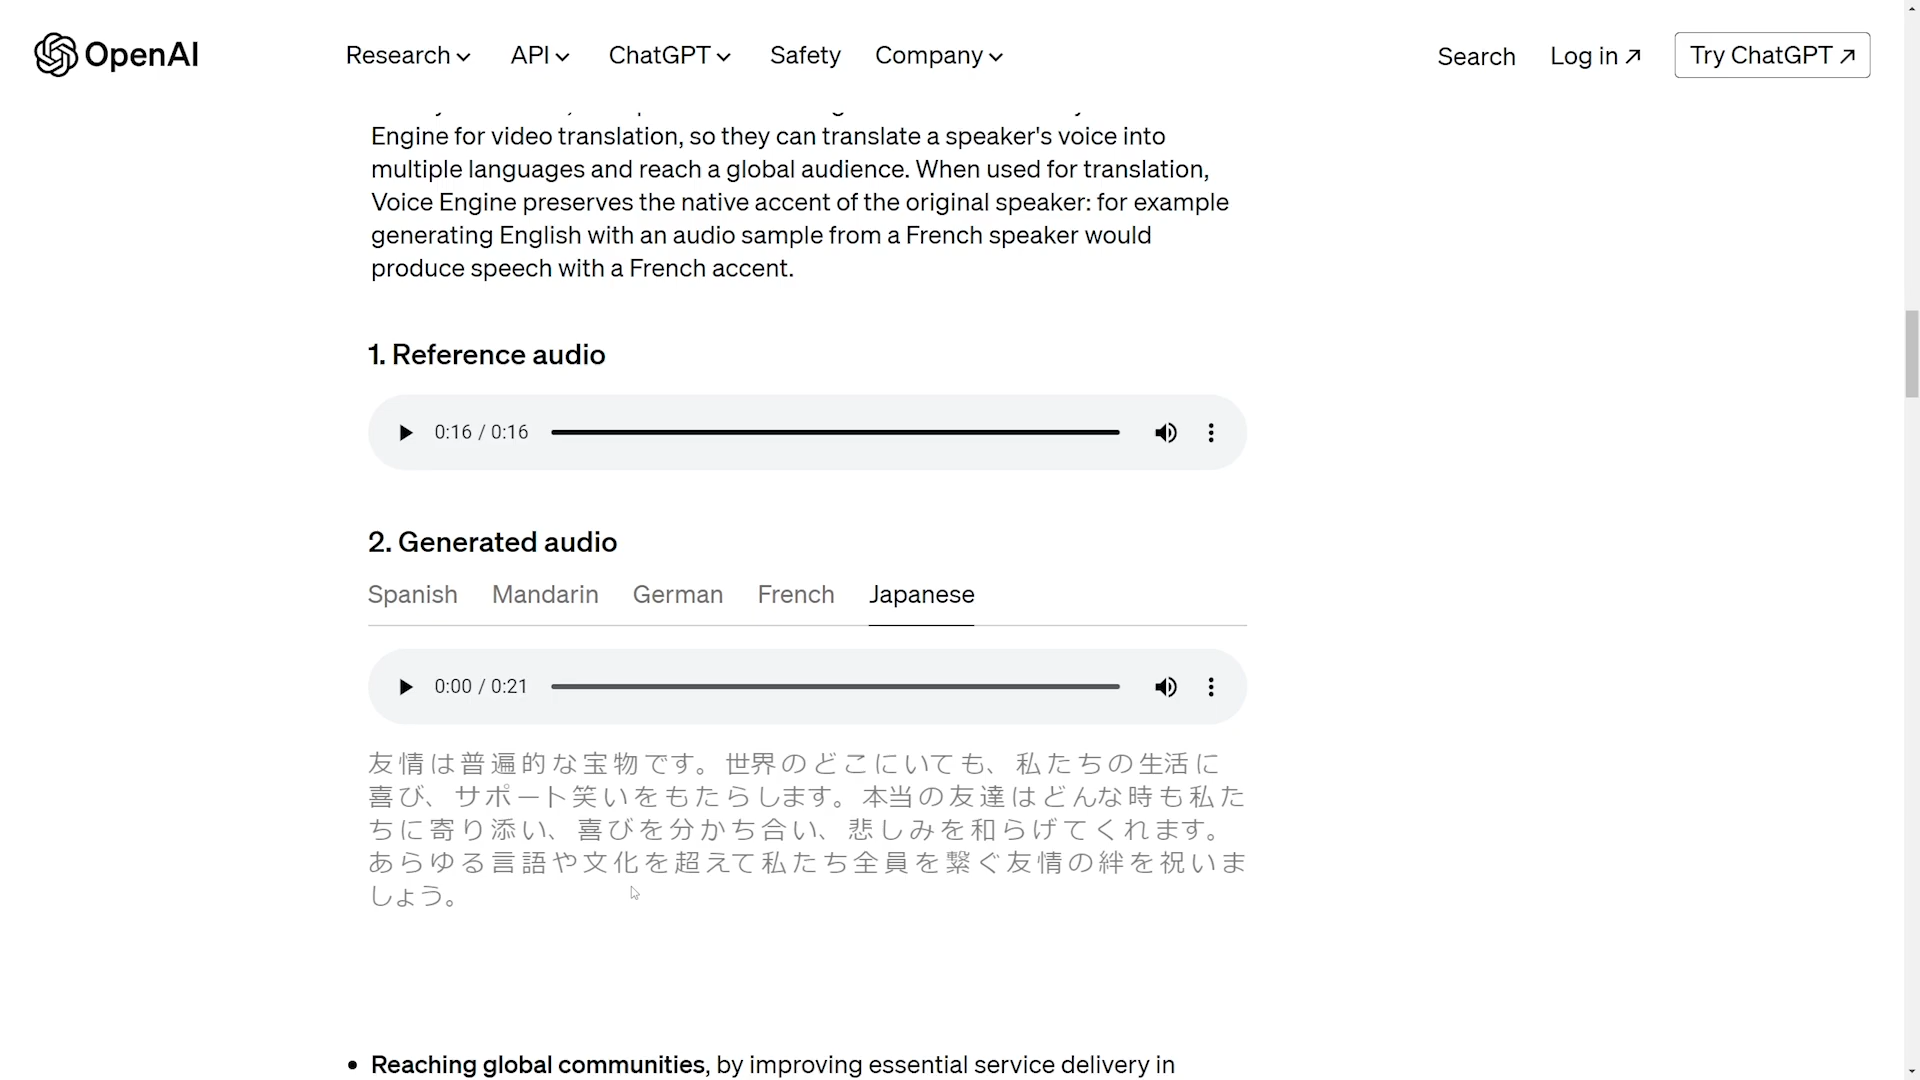 OpenAI
Research
API
ChatGPT
Safety
Company
Search
Log in ↗
Try ChatGPT ↗
Engine for video translation, so they can translate a speaker's voice into
multiple languages and reach a global audience. When used for translation,
Voice Engine preserves the native accent of the original speaker: for example
generating English with an audio sample from a French speaker would
produce speech with a French accent.
1. Reference audio
0:16 / 0:16
2. Generated audio
Spanish
Mandarin
German
French
Japanese
0:00 / 0:21
友情は普遍的な宝物です。世界のどこにいても、私たちの生活に
喜び、サポート笑いをもたらします。本当の友達はどんな時も私た
ちに寄り添い、喜びを分かち合い、悲しみを和らげてくれます。
あらゆる言語や文化を超えて私たち全員を繋ぐ友情の絆を祝いま
しょう。
• Reaching global communities, by improving essential service delivery in